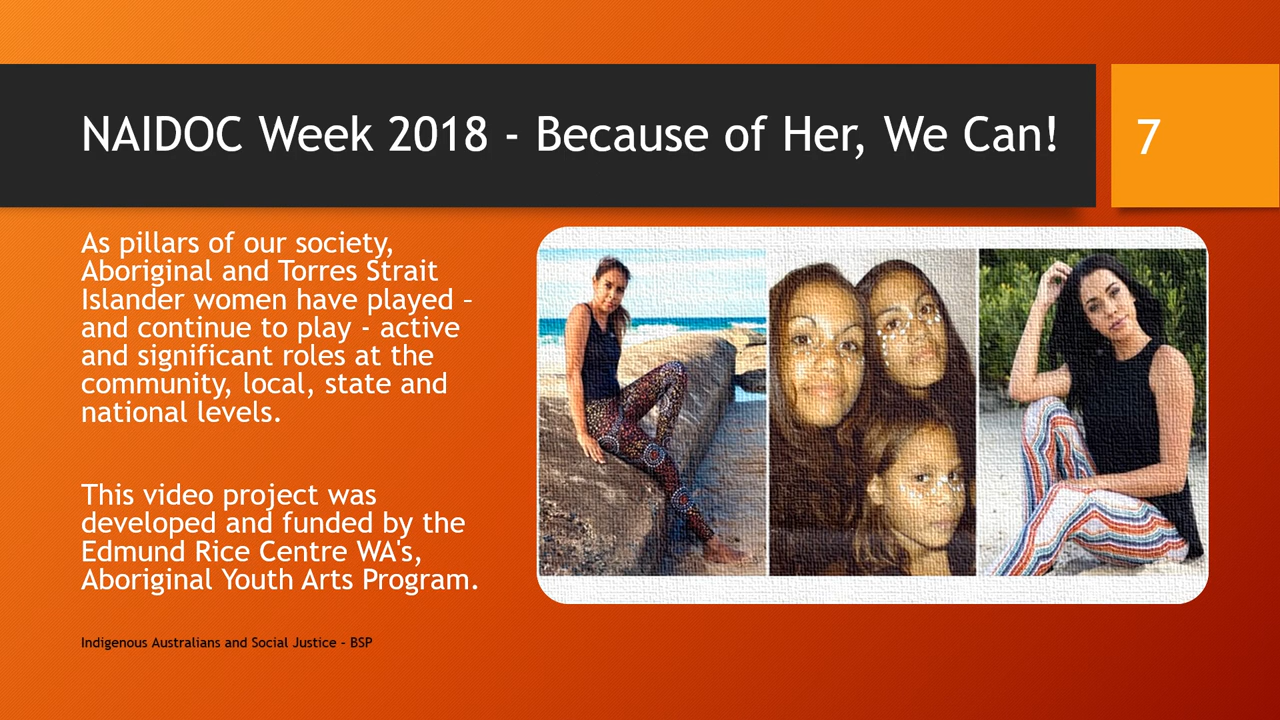 NAIDOC Week 2018 - Because of Her, We Can!
7
As pillars of our society,
Aboriginal and Torres Strait
Islander women have played –
and continue to play - active
and significant roles at the
community, local, state and
national levels.
This video project was
developed and funded by the
Edmund Rice Centre WA's,
Aboriginal Youth Arts Program.
Indigenous Australians and Social Justice - BSP